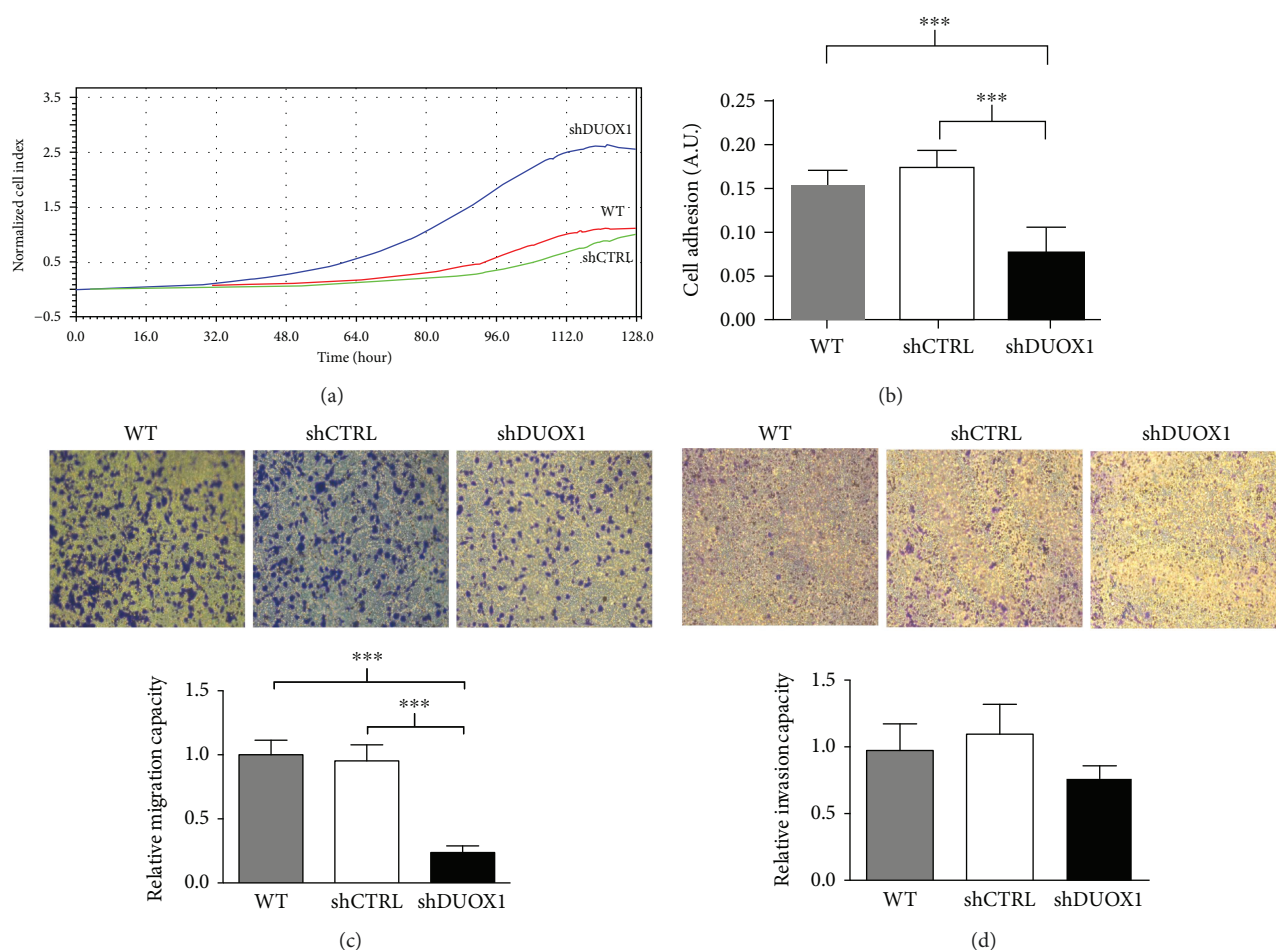 3.5
2.5
1.5
0.5
−0.5
Normalized cell index
shDUOX1
WT
shCTRL
0.0 16.0 32.0 48.0 64.0 80.0 96.0 112.0 128.0
Time (hour)
(a)
***
***
0.25
0.20
0.15
0.10
0.05
0.00
Cell adhesion (A.U.)
WT shCTRL shDUOX1
(b)
WT shCTRL shDUOX1
***
***
1.5
1.0
0.5
0.0
Relative migration capacity
WT shCTRL shDUOX1
(c)
WT shCTRL shDUOX1
1.5
1.0
0.5
0.0
Relative invasion capacity
WT shCTRL shDUOX1
(d)